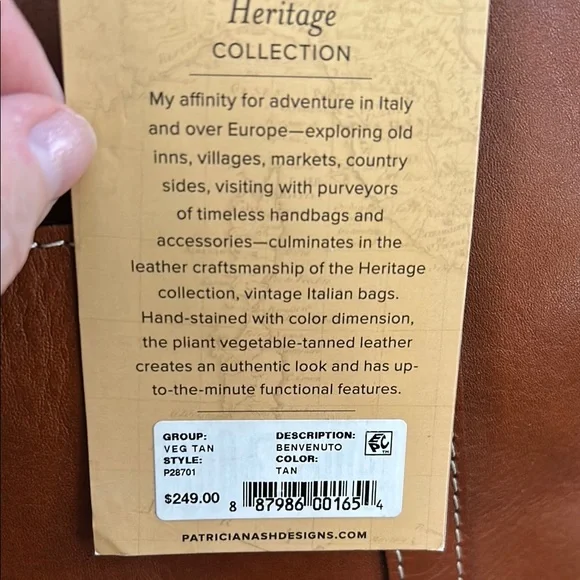 Heritage
COLLECTION
My affinity for adventure in Italy
and over Europe—exploring old
inns, villages, markets, country
sides, visiting with purveyors
of timeless handbags and
accessories—culminates in the
leather craftsmanship of the Heritage
collection, vintage Italian bags.
Hand-stained with color dimension,
the pliant vegetable-tanned leather
creates an authentic look and has up-
to-the-minute functional features.
GROUP:
VEG TAN
STYLE:
P28701
$249.00
DESCRIPTION:
BENVENUTO
COLOR:
TAN
EPC
8 87986 00165 4
PATRICIANASHDESIGNS.COM